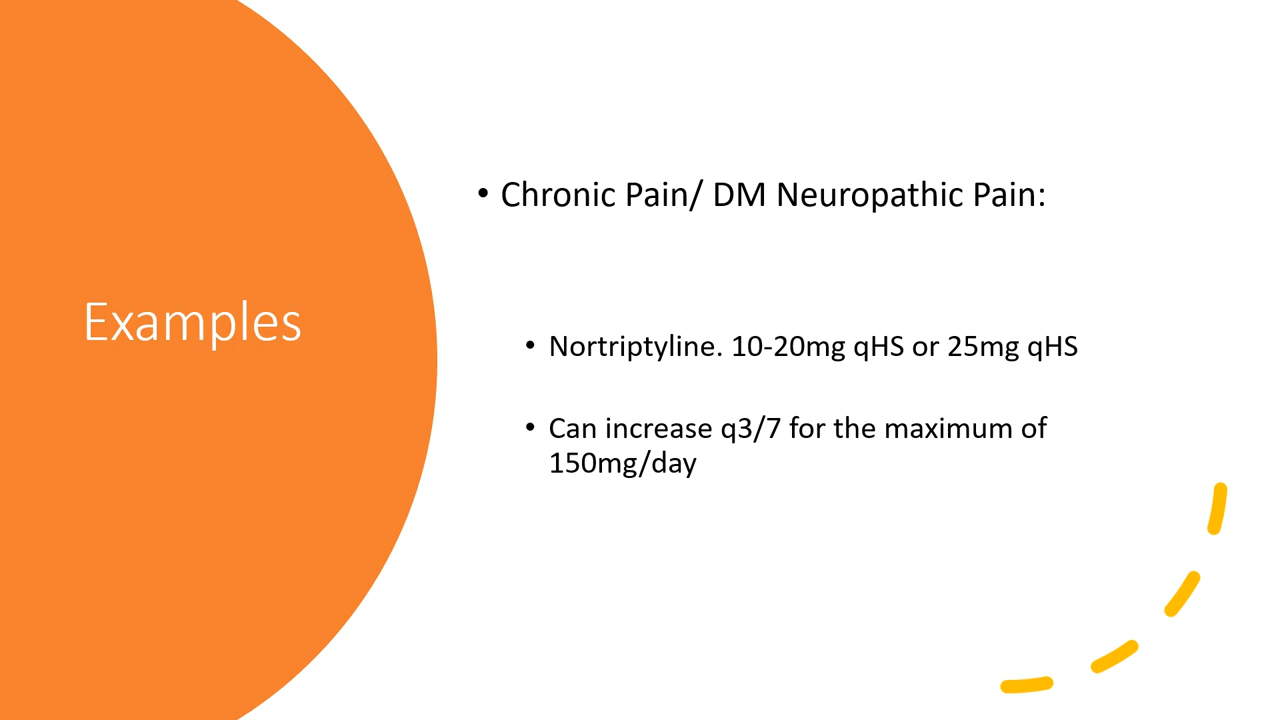 Examples
• Chronic Pain/ DM Neuropathic Pain:
• Nortriptyline. 10-20mg qHS or 25mg qHS
• Can increase q3/7 for the maximum of
150mg/day